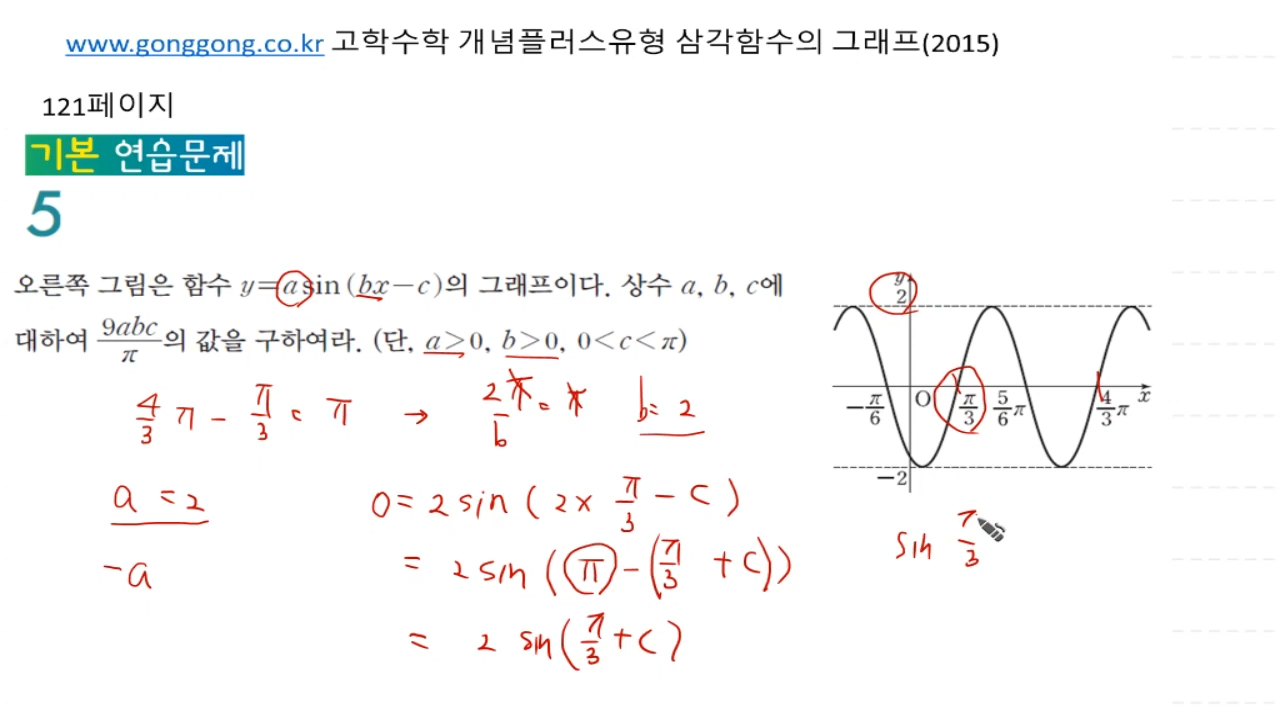 www.gonggong.co.kr 고학수학 개념플러스유형 삼각함수의 그래프(2015)
121페이지
기본 연습문제
5
오른쪽 그림은 함수 y=a sin(bx-c)의 그래프이다. 상수 a, b, c에
대하여 9abc/π의 값을 구하여라. (단, a>0, b>0, 0<c<π)
y
2
-π/6 O π/3 5/6π 4/3π x
-2
4/3 π - π/3 = π → 2π/b = π b=2
a = 2
-a
0 = 2 sin ( 2× π/3 - c )
= 2 sin ( π - ( π/3 + c))
= 2 sin( π/3 + c)
sin π/3